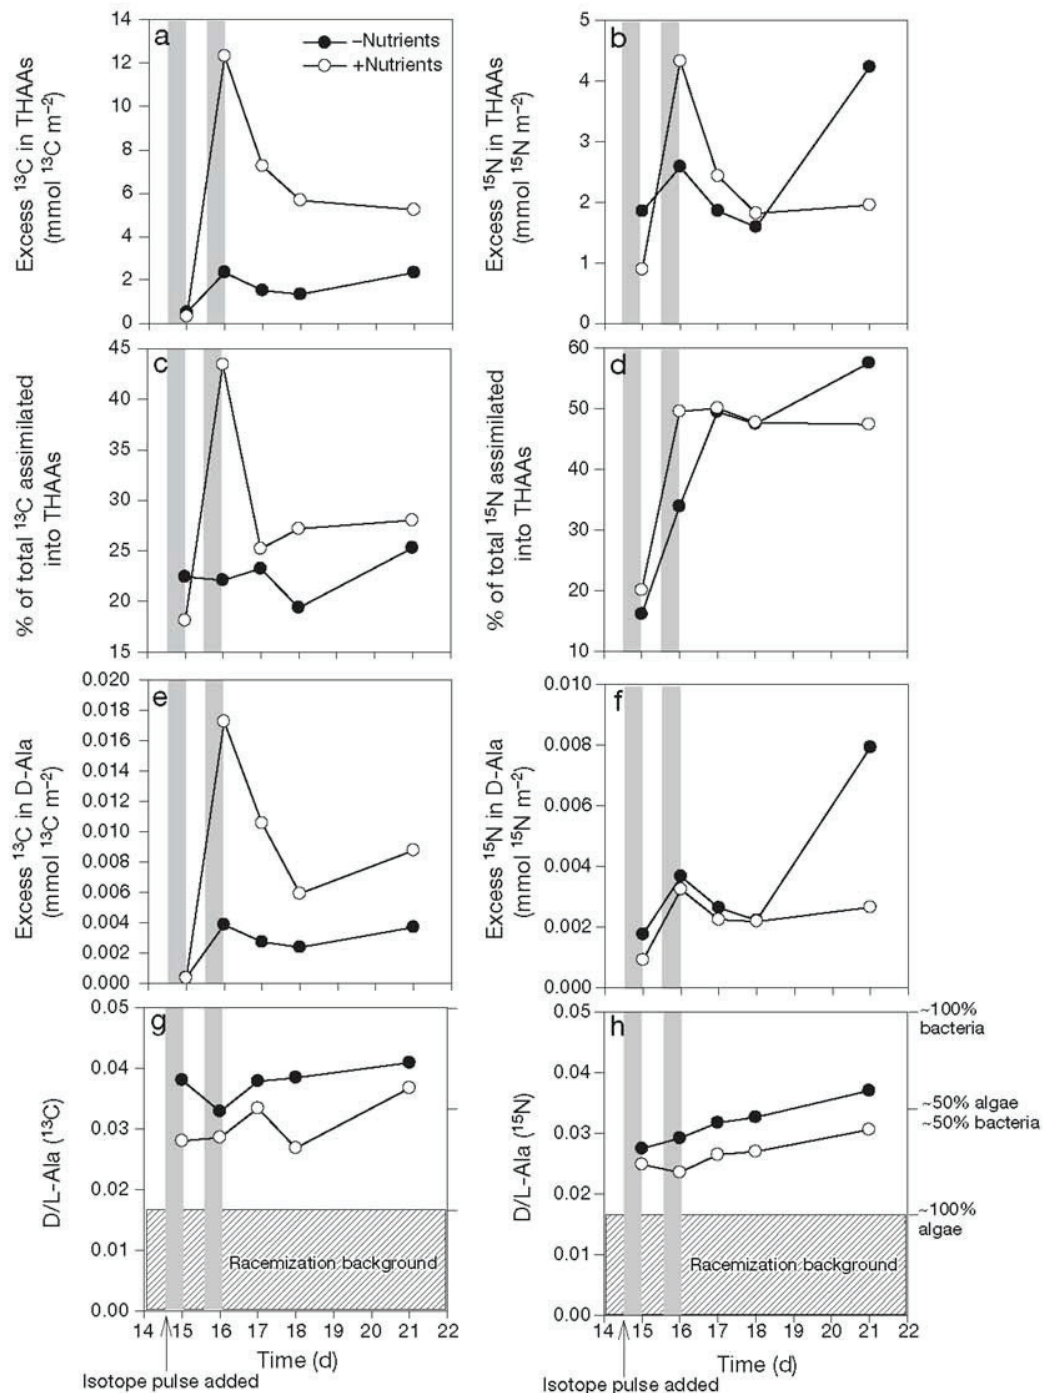 a
−Nutrients
+Nutrients
Excess ¹³C in THAAs
(mmol ¹³C m⁻²)
14
12
10
8
6
4
2
0
b
Excess ¹⁵N in THAAs
(mmol ¹⁵N m⁻²)
5
4
3
2
1
0
c
% of total ¹³C assimilated
into THAAs
45
40
35
30
25
20
15
d
% of total ¹⁵N assimilated
into THAAs
60
50
40
30
20
10
e
Excess ¹³C in D-Ala
(mmol ¹³C m⁻²)
0.020
0.018
0.016
0.014
0.012
0.010
0.008
0.006
0.004
0.002
0.000
f
Excess ¹⁵N in D-Ala
(mmol ¹⁵N m⁻²)
0.010
0.008
0.006
0.004
0.002
0.000
g
D/L-Ala (¹³C)
0.05
0.04
0.03
0.02
0.01
0.00
Racemization background
14 15 16 17 18 19 20 21 22
Time (d)
Isotope pulse added
h
D/L-Ala (¹⁵N)
0.05
0.04
0.03
0.02
0.01
0.00
~100%
bacteria
~50% algae
~50% bacteria
~100%
algae
Racemization background
14 15 16 17 18 19 20 21 22
Time (d)
Isotope pulse added